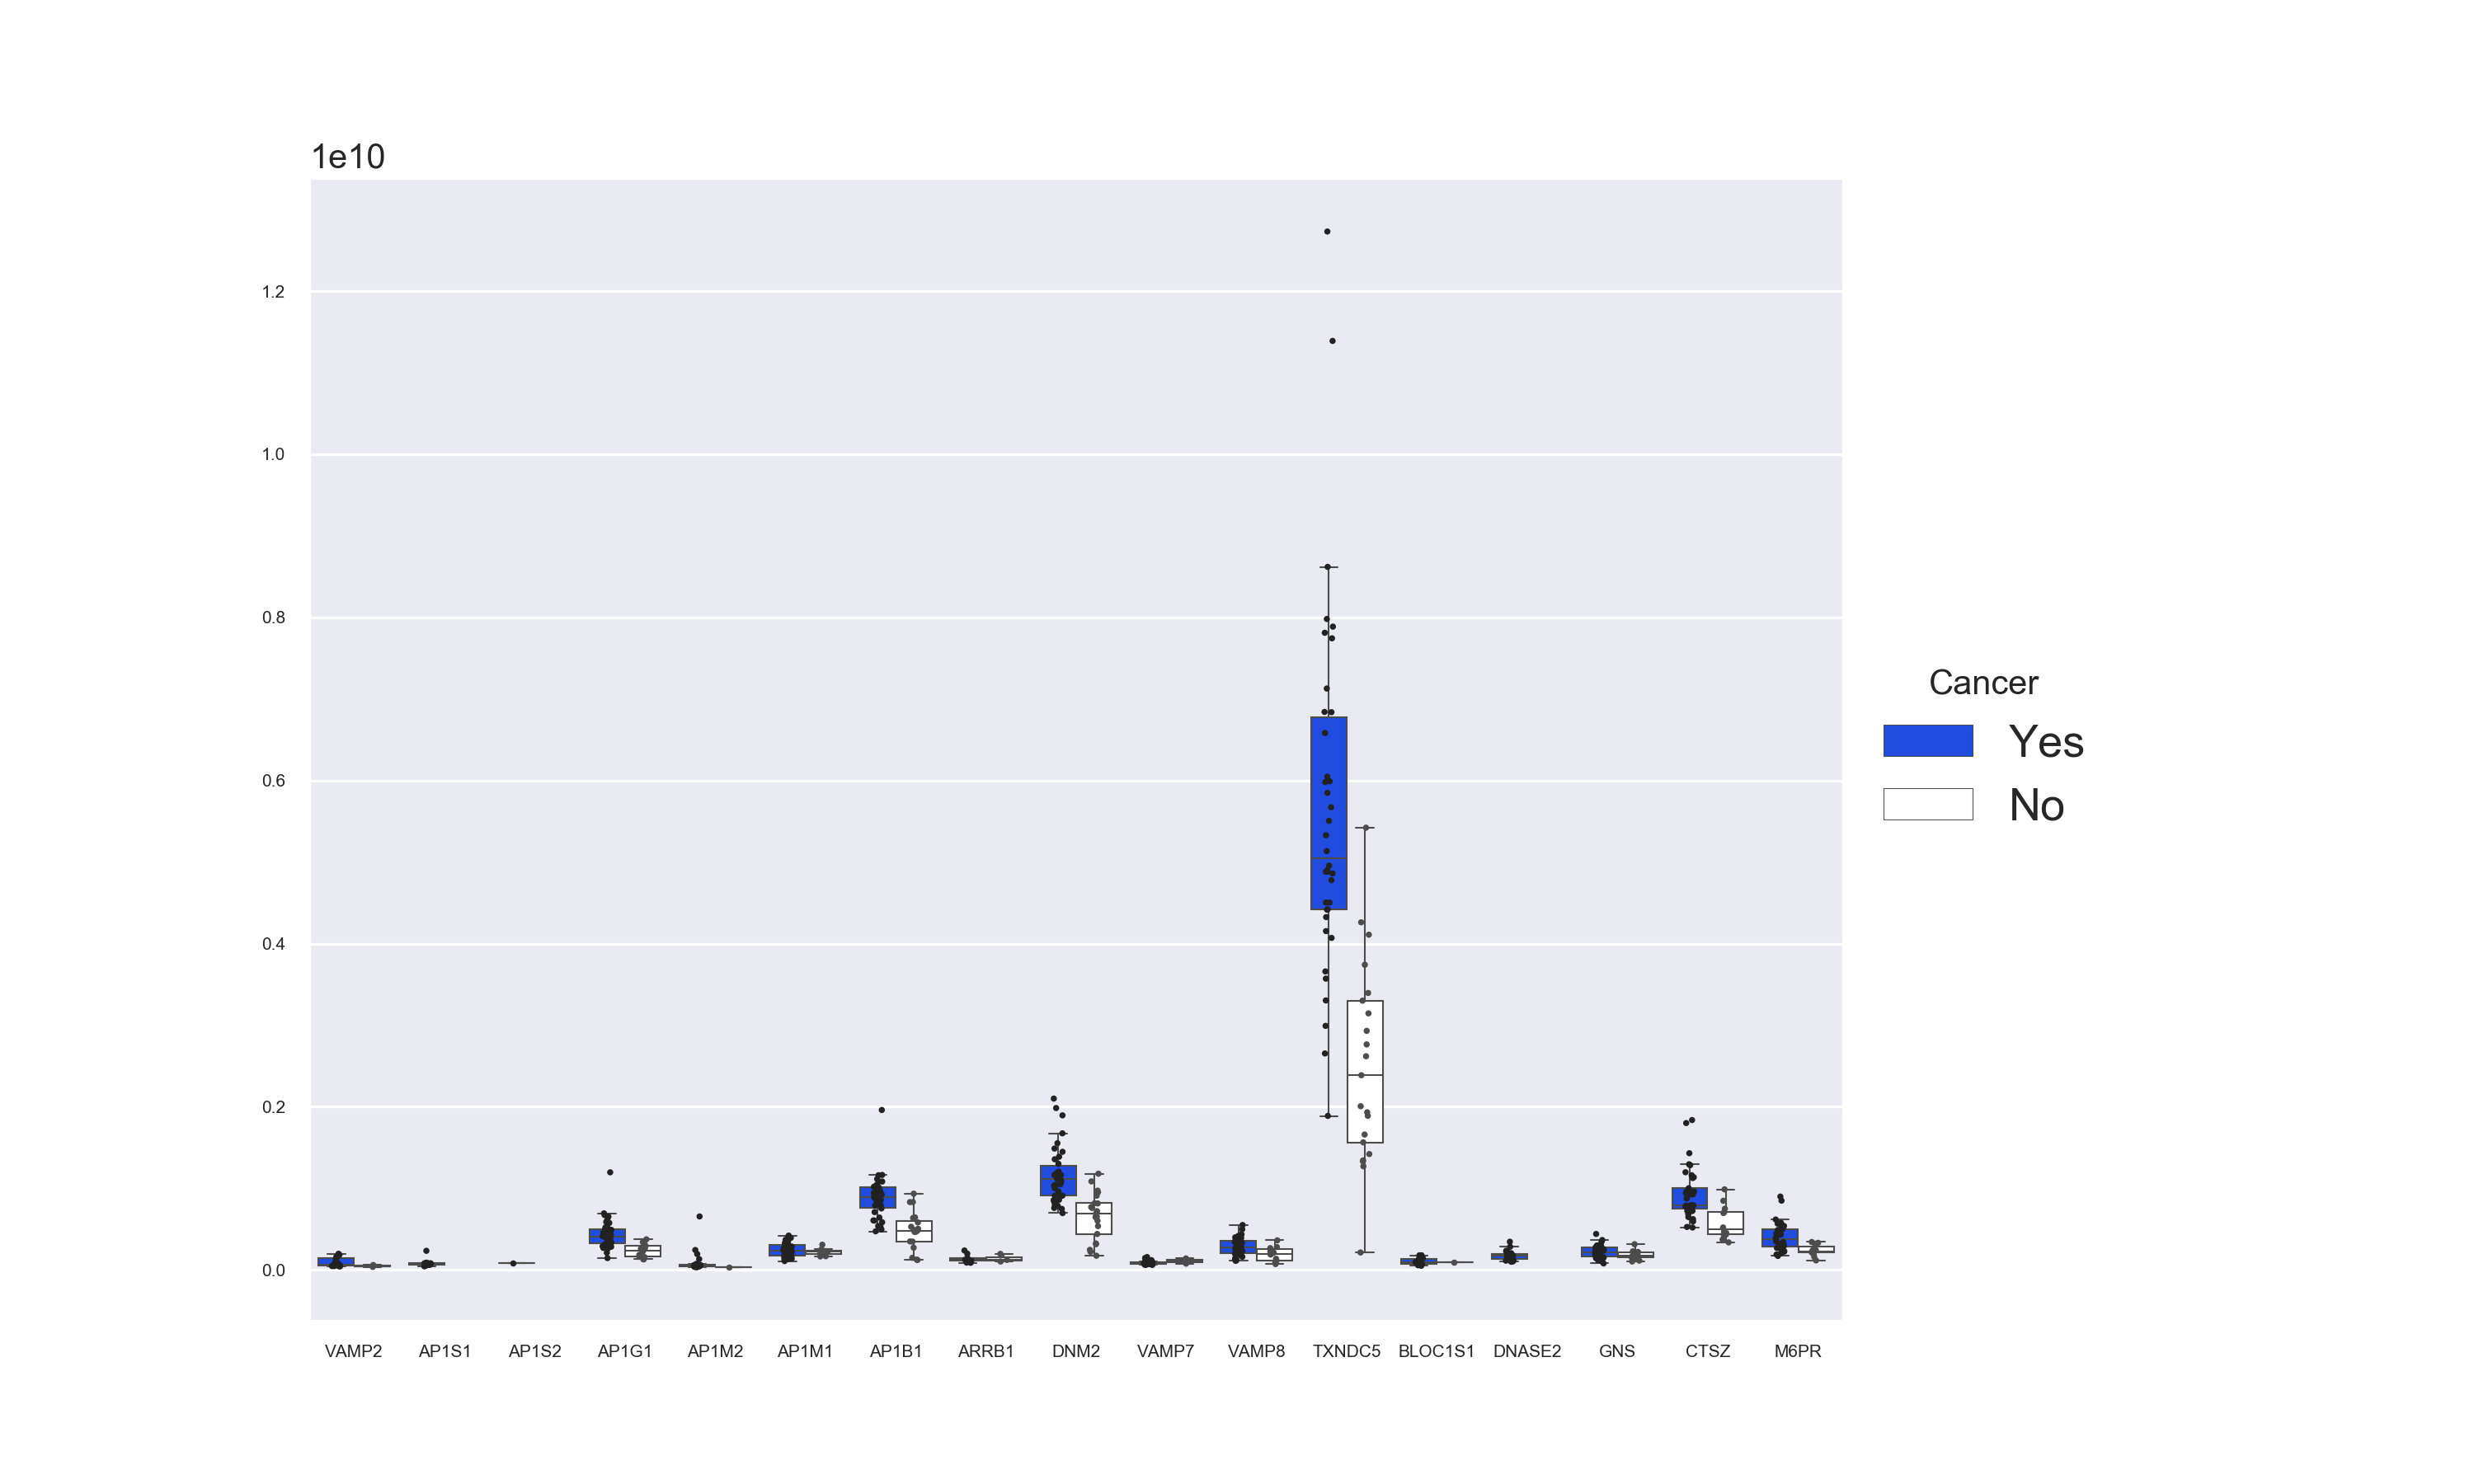 1e10
1.2
1.0
0.8
0.6
0.4
0.2
0.0
VAMP2 AP1S1 AP1S2 AP1G1 AP1M2 AP1M1 AP1B1 ARRB1 DNM2 VAMP7 VAMP8 TXNDC5 BLOC1S1 DNASE2 GNS CTSZ M6PR
Cancer
Yes
No